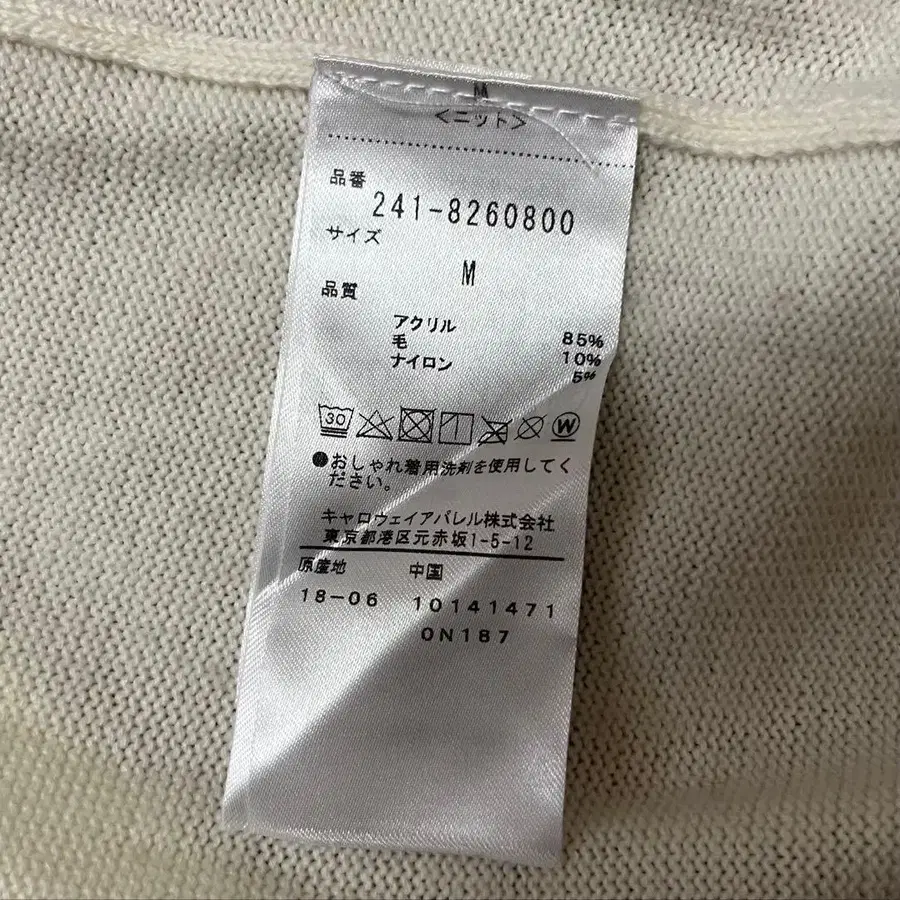 M
<ニット>
品番
241-8260800
サイズ
M
品質
アクリル 85%
毛 10%
ナイロン 5%
30 W
●おしゃれ着用洗剤を使用してく
ださい。
キャロウェイアパレル株式会社
東京都港区元赤坂1-5-12
原産地 中国
18-06 10141471
0N187